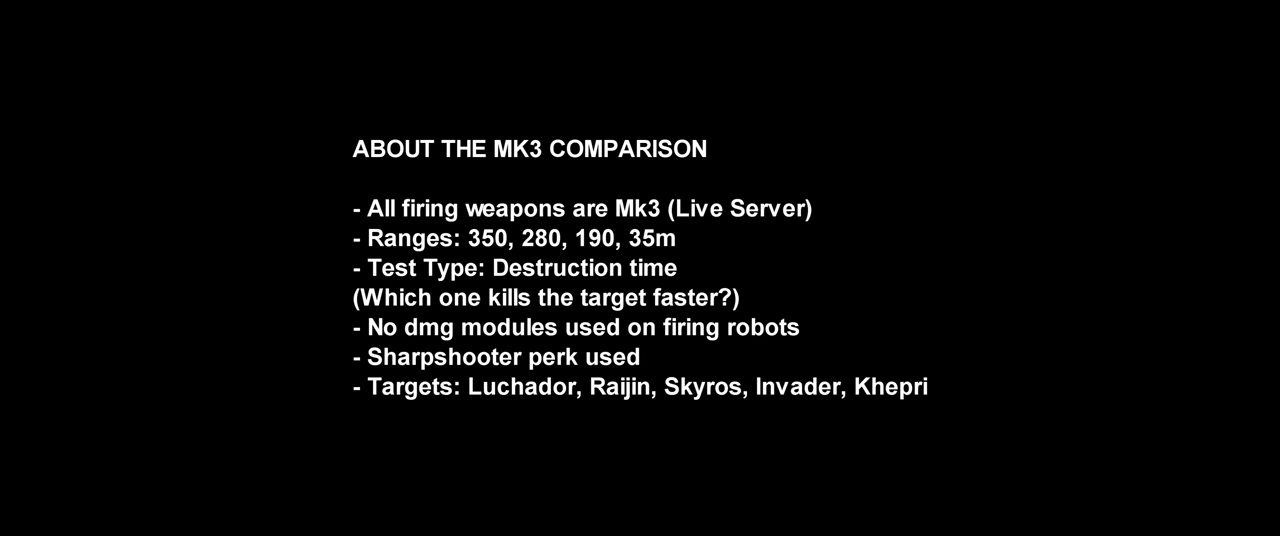 ABOUT THE MK3 COMPARISON
- All firing weapons are Mk3 (Live Server)
- Ranges: 350, 280, 190, 35m
- Test Type: Destruction time
(Which one kills the target faster?)
- No dmg modules used on firing robots
- Sharpshooter perk used
- Targets: Luchador, Raijin, Skyros, Invader, Khepri